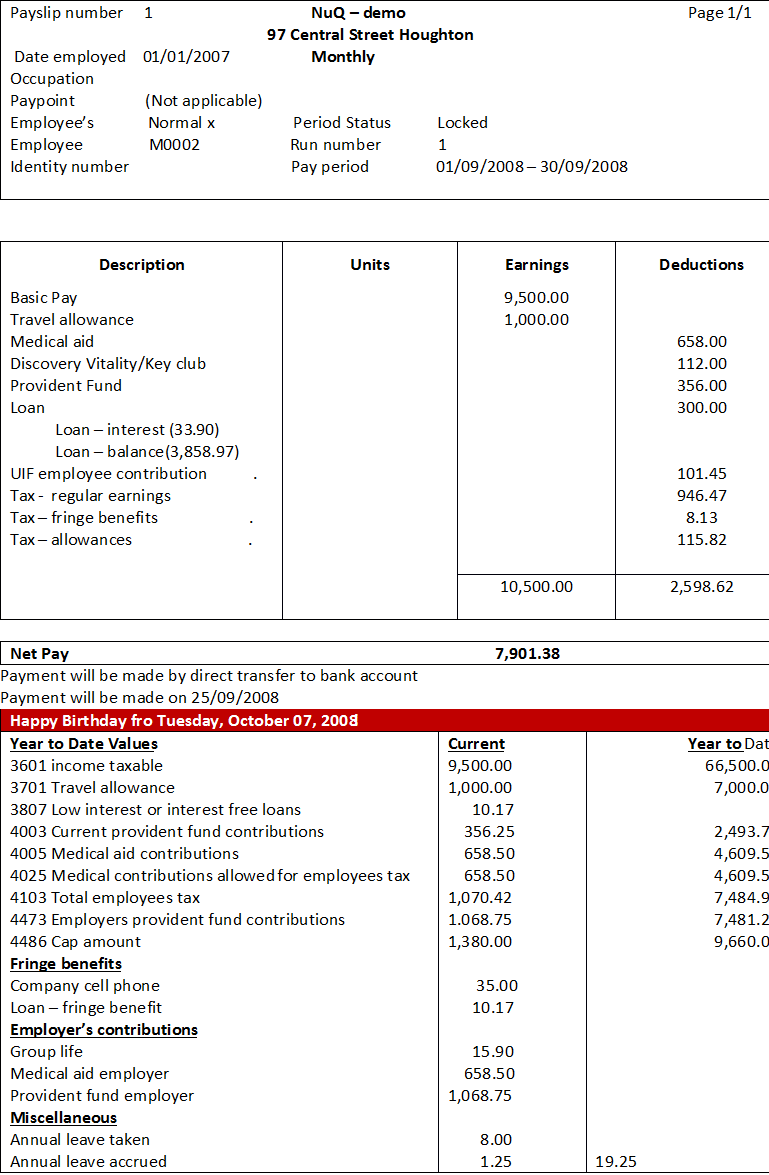 Payslip number 1 NuQ – demo Page 1/1
97 Central Street Houghton
Date employed 01/01/2007 Monthly
Occupation
Paypoint (Not applicable)
Employee's Normal x Period Status Locked
Employee M0002 Run number 1
Identity number Pay period 01/09/2008 – 30/09/2008
Description Units Earnings Deductions
Basic Pay 9,500.00
Travel allowance 1,000.00
Medical aid 658.00
Discovery Vitality/Key club 112.00
Provident Fund 356.00
Loan 300.00
Loan – interest (33.90)
Loan – balance(3,858.97)
UIF employee contribution . 101.45
Tax - regular earnings 946.47
Tax – fringe benefits . 8.13
Tax – allowances . 115.82
10,500.00 2,598.62
Net Pay 7,901.38
Payment will be made by direct transfer to bank account
Payment will be made on 25/09/2008
Happy Birthday fro Tuesday, October 07, 2008
Year to Date Values Current Year to Dat
3601 income taxable 9,500.00 66,500.0
3701 Travel allowance 1,000.00 7,000.0
3807 Low interest or interest free loans 10.17
4003 Current provident fund contributions 356.25 2,493.7
4005 Medical aid contributions 658.50 4,609.5
4025 Medical contributions allowed for employees tax 658.50 4,609.5
4103 Total employees tax 1,070.42 7,484.9
4473 Employers provident fund contributions 1.068.75 7,481.2
4486 Cap amount 1,380.00 9,660.0
Fringe benefits
Company cell phone 35.00
Loan – fringe benefit 10.17
Employer's contributions
Group life 15.90
Medical aid employer 658.50
Provident fund employer 1,068.75
Miscellaneous
Annual leave taken 8.00
Annual leave accrued 1.25 19.25